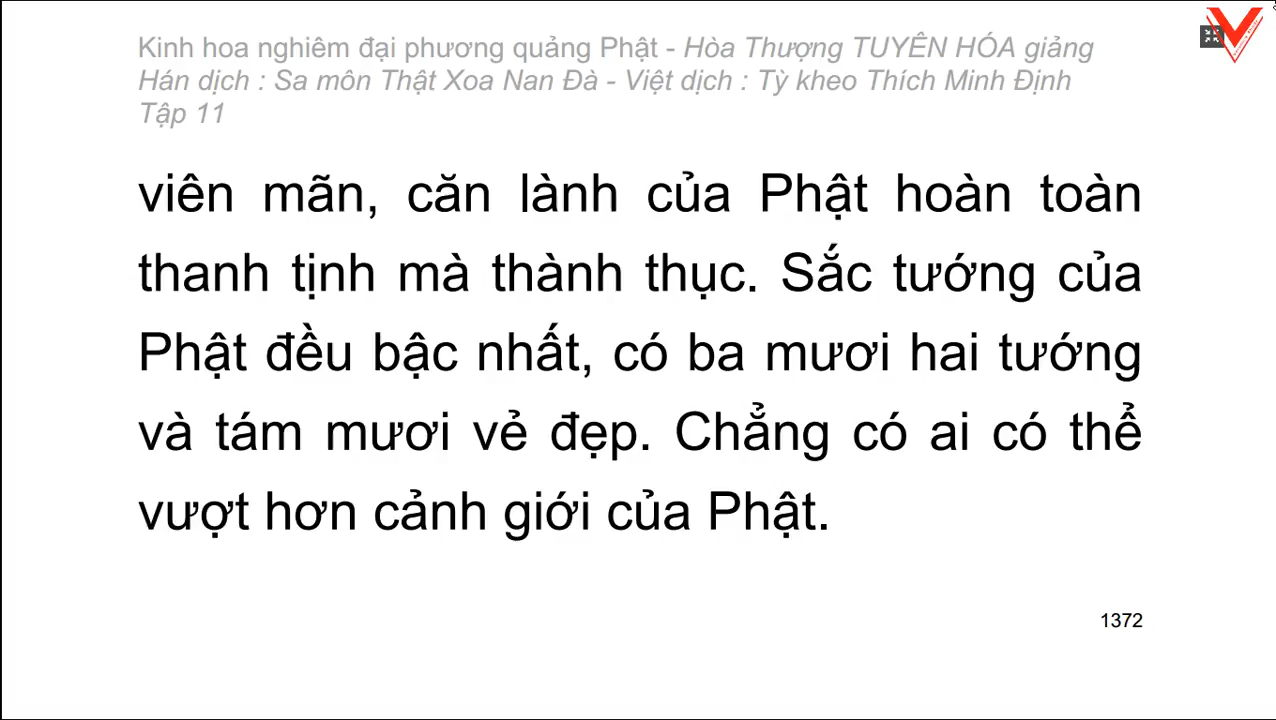 Kinh hoa nghiêm đại phương quảng Phật - Hòa Thượng TUYÊN HÓA giảng
Hán dịch : Sa môn Thật Xoa Nan Đà - Việt dịch : Tỳ kheo Thích Minh Định
Tập 11
viên mãn, căn lành của Phật hoàn toàn
thanh tịnh mà thành thục. Sắc tướng của
Phật đều bậc nhất, có ba mươi hai tướng
và tám mươi vẻ đẹp. Chẳng có ai có thể
vượt hơn cảnh giới của Phật.
1372